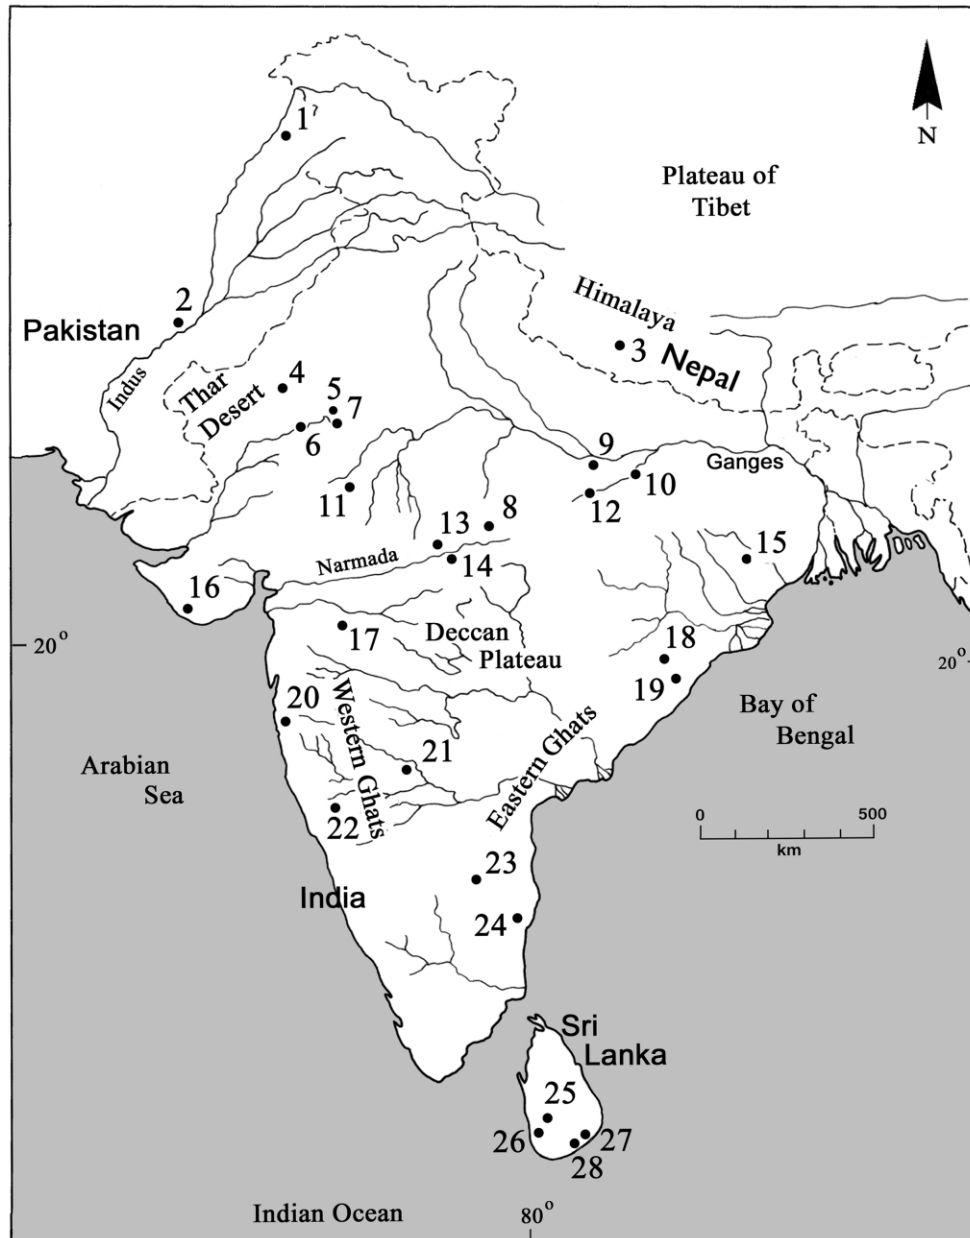 N
1
Plateau of
Tibet
2
Pakistan
Himalaya
3
Nepal
Indus
Thar
Desert
4
5
7
6
9
Ganges
10
11
12
8
13
Narmada
14
15
16
20°
17
Deccan
Plateau
18
20°
19
20
Western Ghats
Bay of
Bengal
Arabian
Sea
21
Eastern Ghats
22
0
500
km
23
India
24
Sri
Lanka
25
26
27
28
Indian Ocean
80°